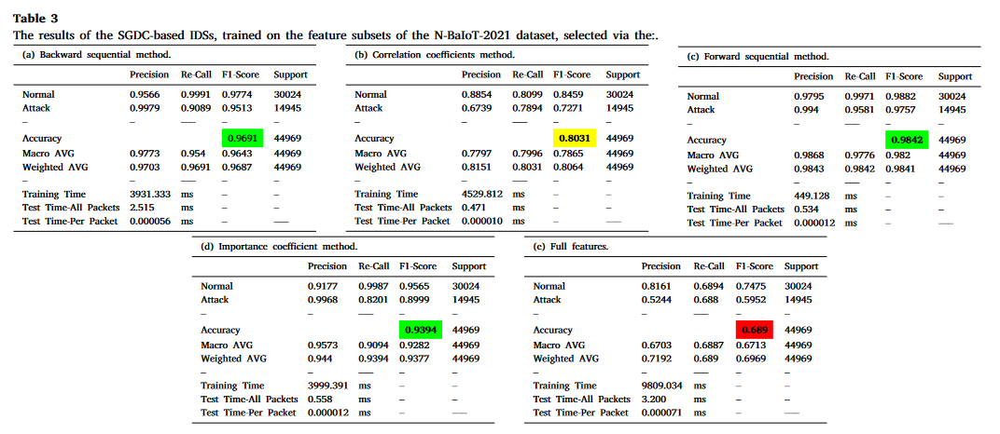 Table 3
The results of the SGDC-based IDSs, trained on the feature subsets of the N-BaIoT-2021 dataset, selected via the:.
(a) Backward sequential method.
Precision Re-Call F1-Score Support
Normal 0.9566 0.9991 0.9774 30024
Attack 0.9979 0.9089 0.9513 14945
– – — – –
Accuracy 0.9691 44969
Macro AVG 0.9773 0.954 0.9643 44969
Weighted AVG 0.9703 0.9691 0.9687 44969
– – — – –
Training Time 3931.333 ms – –
Test Time-All Packets 2.515 ms – –
Test Time-Per Packet 0.000056 ms – —
(b) Correlation coefficients method.
Precision Re-Call F1-Score Support
Normal 0.8854 0.8099 0.8459 30024
Attack 0.6739 0.7894 0.7271 14945
– – — – –
Accuracy 0.8031 44969
Macro AVG 0.7797 0.7996 0.7865 44969
Weighted AVG 0.8151 0.8031 0.8064 44969
– – — – –
Training Time 4529.812 ms – –
Test Time-All Packets 0.471 ms – –
Test Time-Per Packet 0.000010 ms – —
(c) Forward sequential method.
Precision Re-Call F1-Score Support
Normal 0.9795 0.9971 0.9882 30024
Attack 0.994 0.9581 0.9757 14945
– – — – –
Accuracy 0.9842 44969
Macro AVG 0.9868 0.9776 0.982 44969
Weighted AVG 0.9843 0.9842 0.9841 44969
– – — – –
Training Time 449.128 ms – –
Test Time-All Packets 0.534 ms – –
Test Time-Per Packet 0.000012 ms – —
(d) Importance coefficient method.
Precision Re-Call F1-Score Support
Normal 0.9177 0.9987 0.9565 30024
Attack 0.9968 0.8201 0.8999 14945
– – — – –
Accuracy 0.9394 44969
Macro AVG 0.9573 0.9094 0.9282 44969
Weighted AVG 0.944 0.9394 0.9377 44969
– – — – –
Training Time 3999.391 ms – –
Test Time-All Packets 0.558 ms – –
Test Time-Per Packet 0.000012 ms – —
(e) Full features.
Precision Re-Call F1-Score Support
Normal 0.8161 0.6894 0.7475 30024
Attack 0.5244 0.688 0.5952 14945
– – — – –
Accuracy 0.689 44969
Macro AVG 0.6703 0.6887 0.6713 44969
Weighted AVG 0.7192 0.689 0.6969 44969
– – — – –
Training Time 9809.034 ms – –
Test Time-All Packets 3.200 ms – –
Test Time-Per Packet 0.000071 ms – —